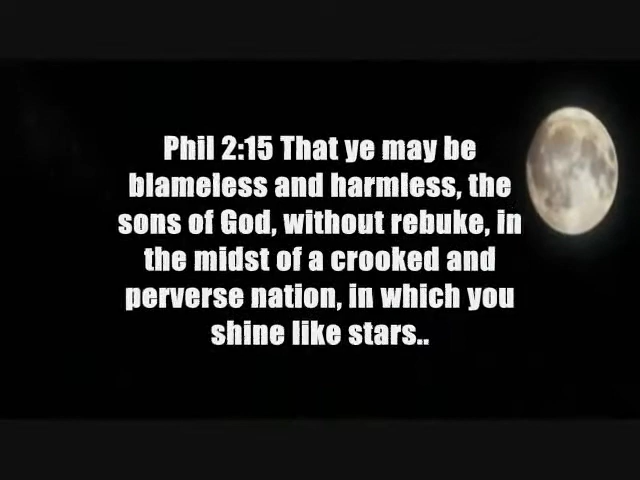 Phil 2:15 That ye may be
blameless and harmless, the
sons of God, without rebuke, in
the midst of a crooked and
perverse nation, in which you
shine like stars..